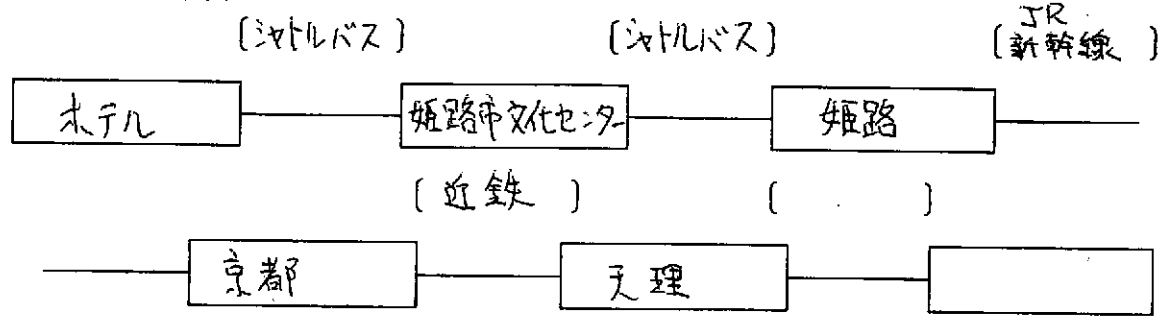 JR
[シャトルバス] [シャトルバス] [新幹線]
ホテル 姫路市文化センター 姫路
[近鉄] [ ]
京都 天理